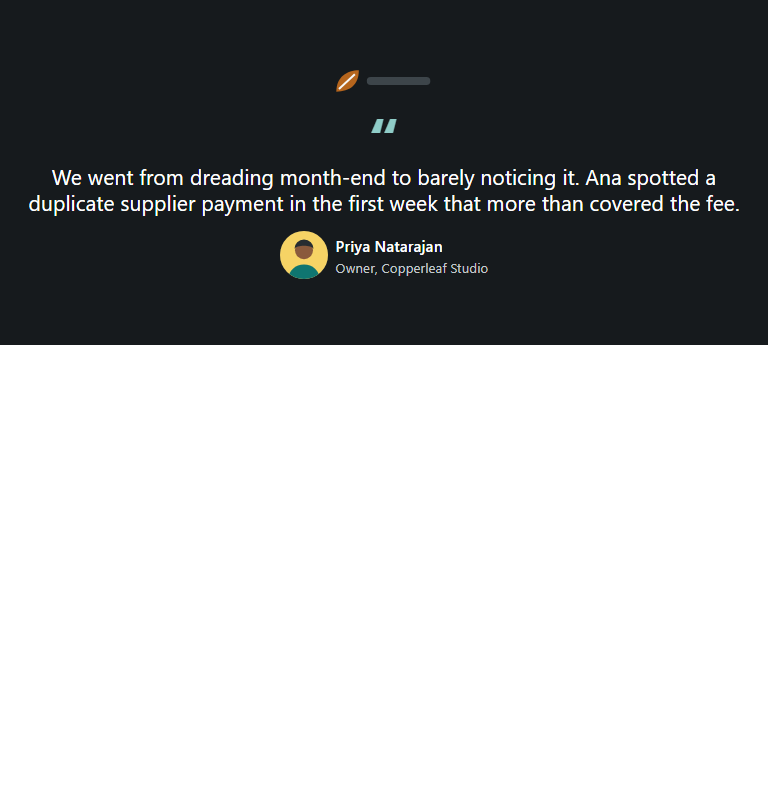 “
We went from dreading month-end to barely noticing it. Ana spotted a
duplicate supplier payment in the first week that more than covered the fee.
Priya Natarajan
Owner, Copperleaf Studio